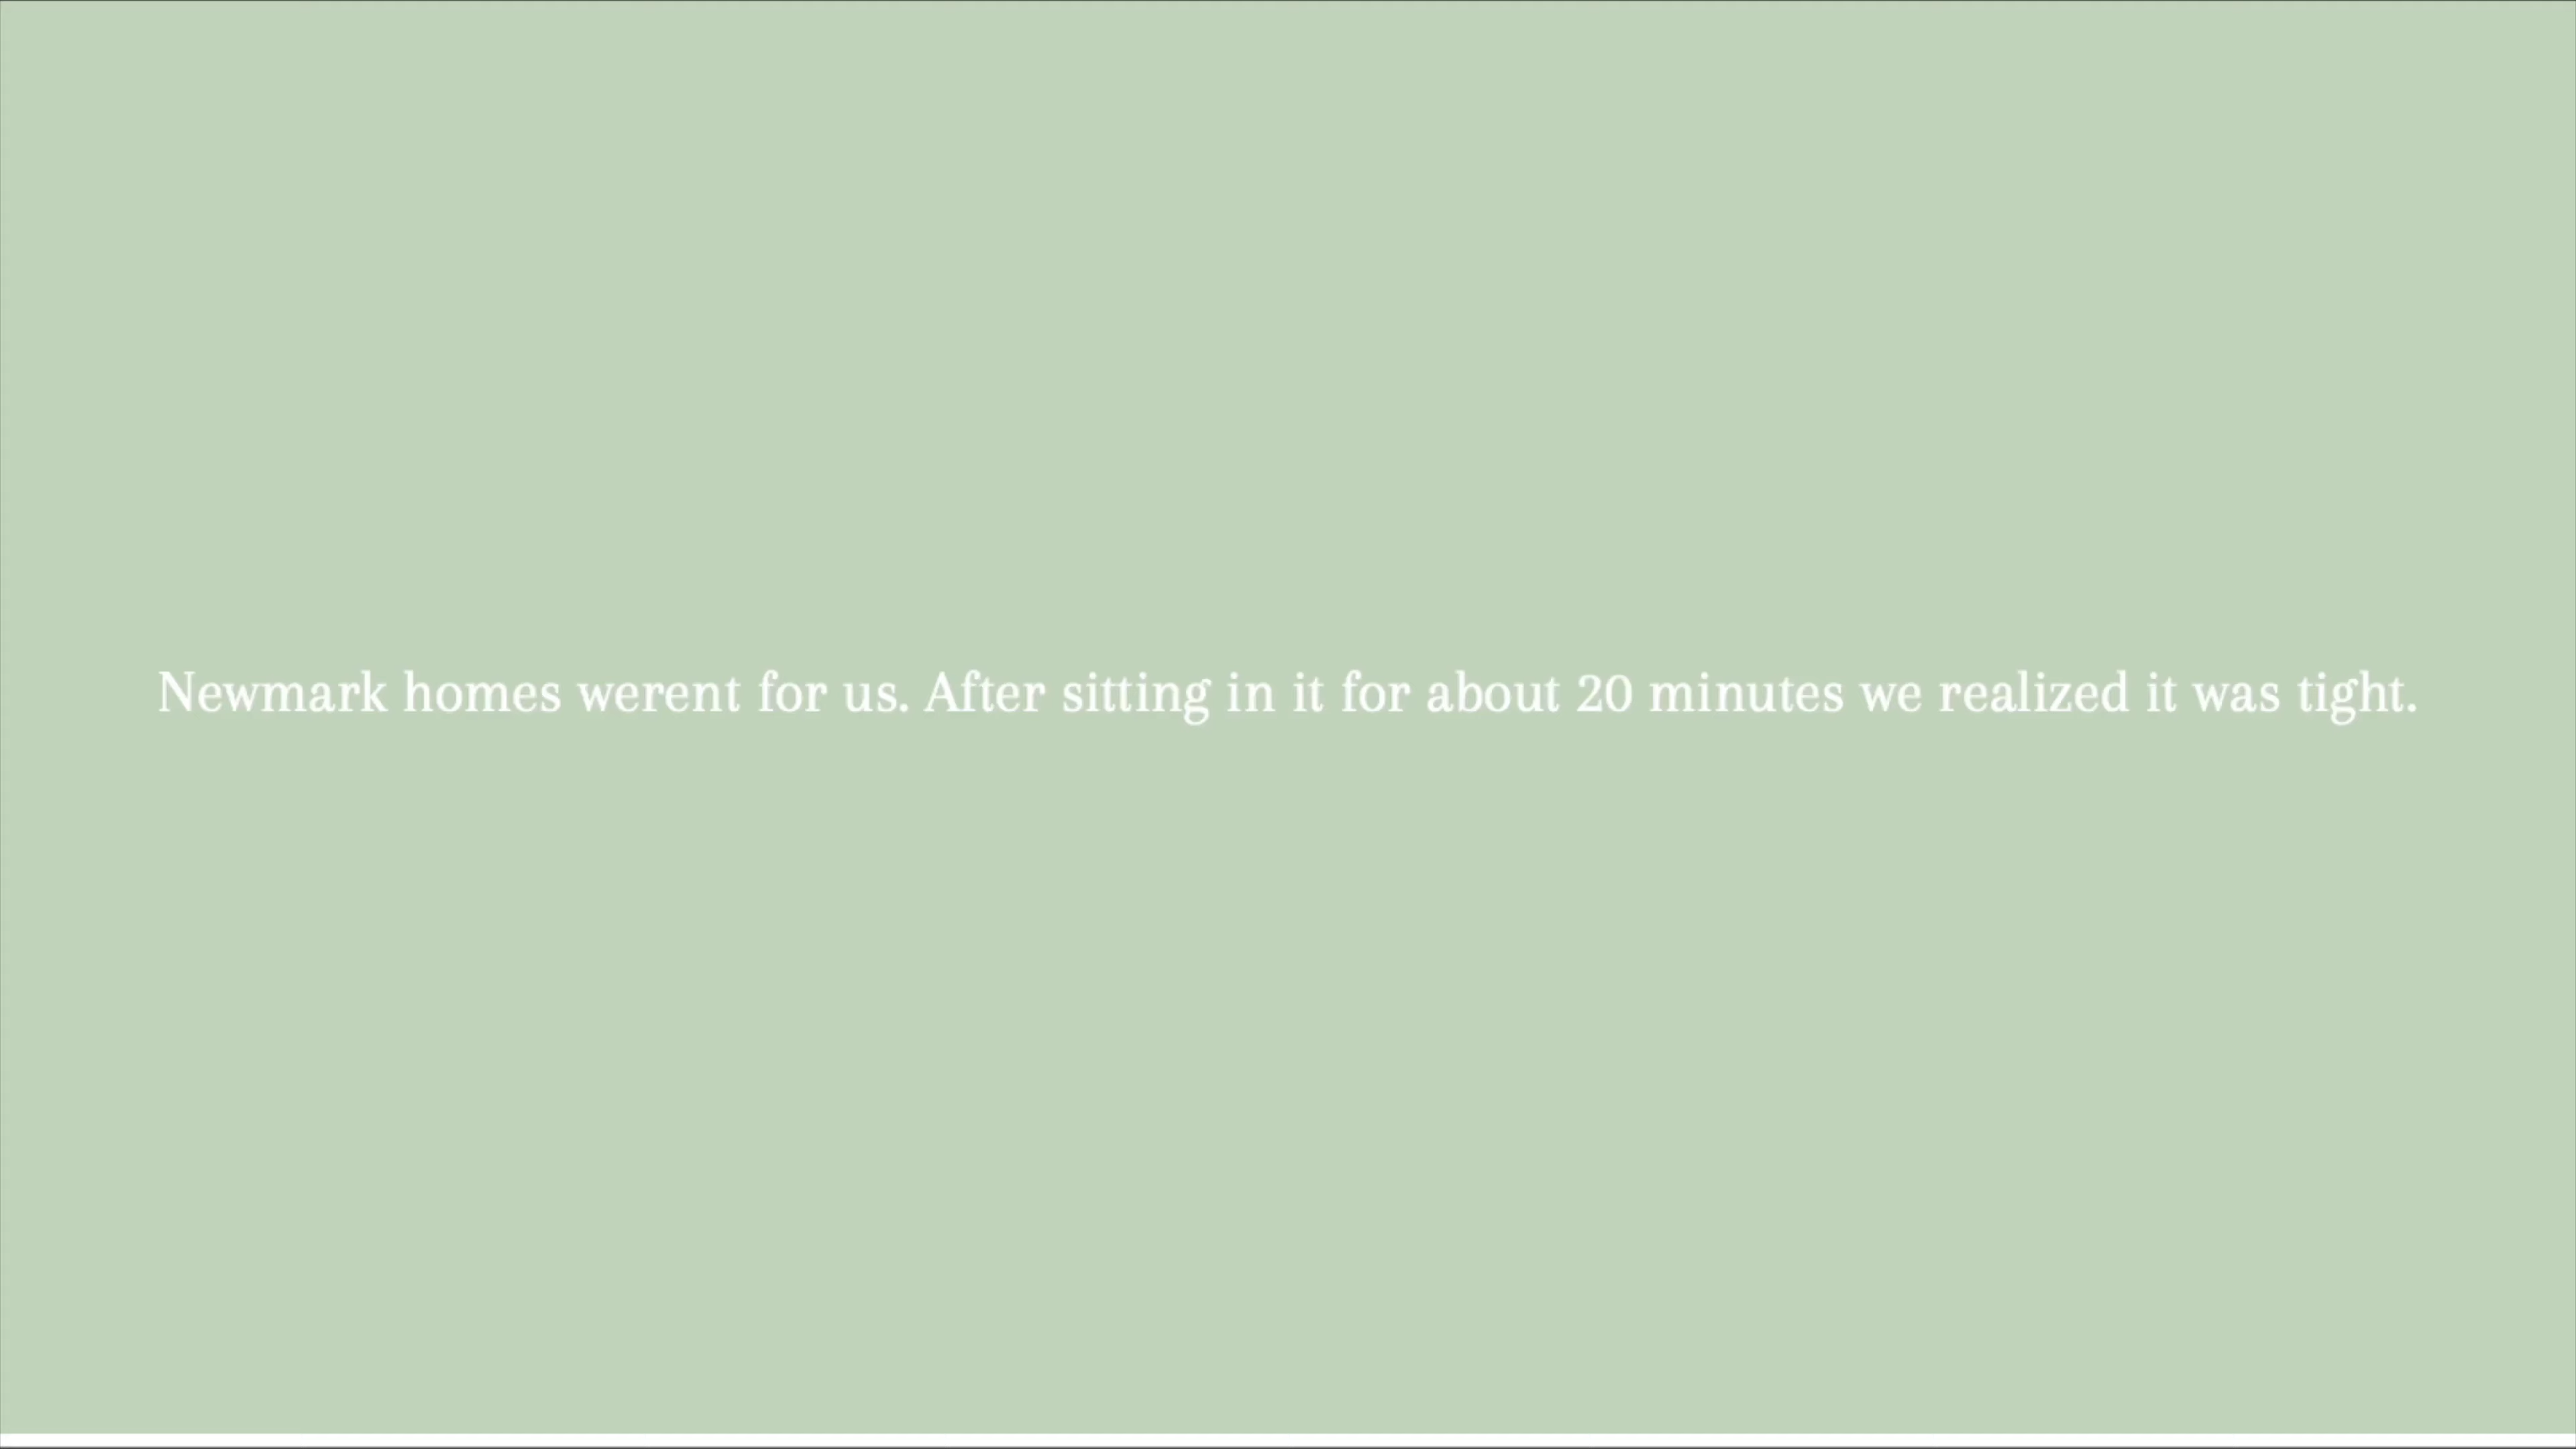 Newmark homes werent for us. After sitting in it for about 20 minutes we realized it was tight.